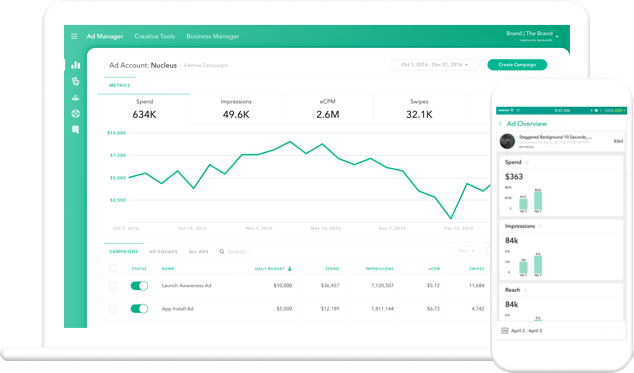 Ad Manager Creative Tools Business Manager Brand | The Brand
CAMPAIGN MANAGER
Ad Account: Nucleus 2 Active Campaigns Oct 1, 2016 - Dec 31, 2016 Create Campaign
METRICS
Spend Impressions eCPM Swipes
634K 49.6K 2.6M 32.1K
$10,000
$7,500
$5,000
$2,500
Oct 1, 2016 Oct 16, 2016 Nov 1, 2016 Nov 16, 2016 Nov 1, 2016 Dec 15, 2016
CAMPAIGNS AD SQUADS ALL ADS Search...
STATUS NAME DAILY BUDGET SPEND IMPRESSIONS eCPM SWIPES
Launch Awareness Ad $10,000 $36,457 7,120,507 $5.12 11,684
App Install Ad $5,000 $12,189 1,811,144 $6.73 4,742
Ad Overview
Staggered Background 10 Seconds_...
$363
Spend
$363
Impressions
84k
Reach
84k
April 2 - April 3